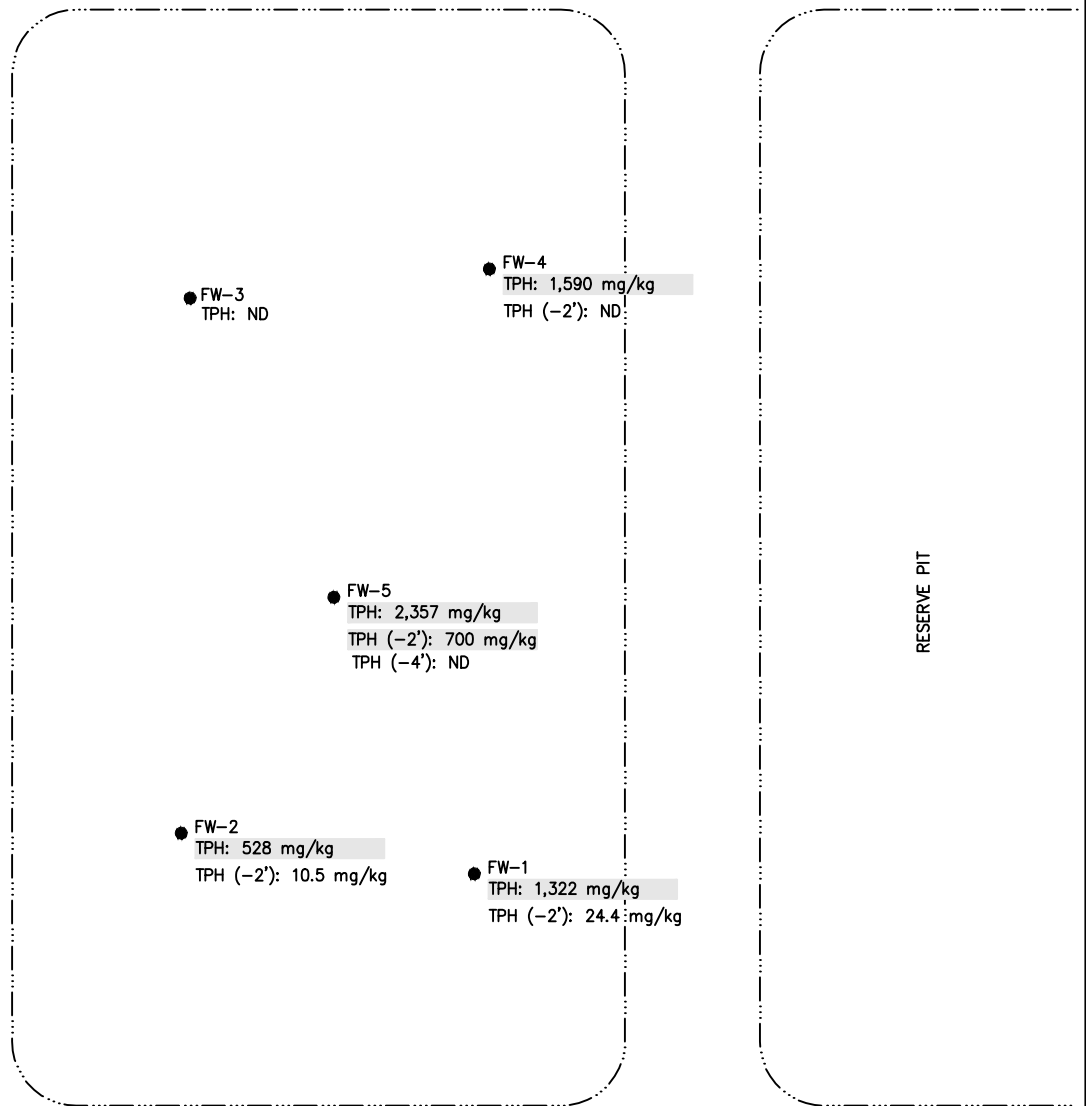 FW-4
TPH: 1,590 mg/kg
TPH (-2'): ND
FW-3
TPH: ND
FW-5
TPH: 2,357 mg/kg
TPH (-2'): 700 mg/kg
TPH (-4'): ND
RESERVE PIT
FW-2
TPH: 528 mg/kg
TPH (-2'): 10.5 mg/kg
FW-1
TPH: 1,322 mg/kg
TPH (-2'): 24.4 mg/kg